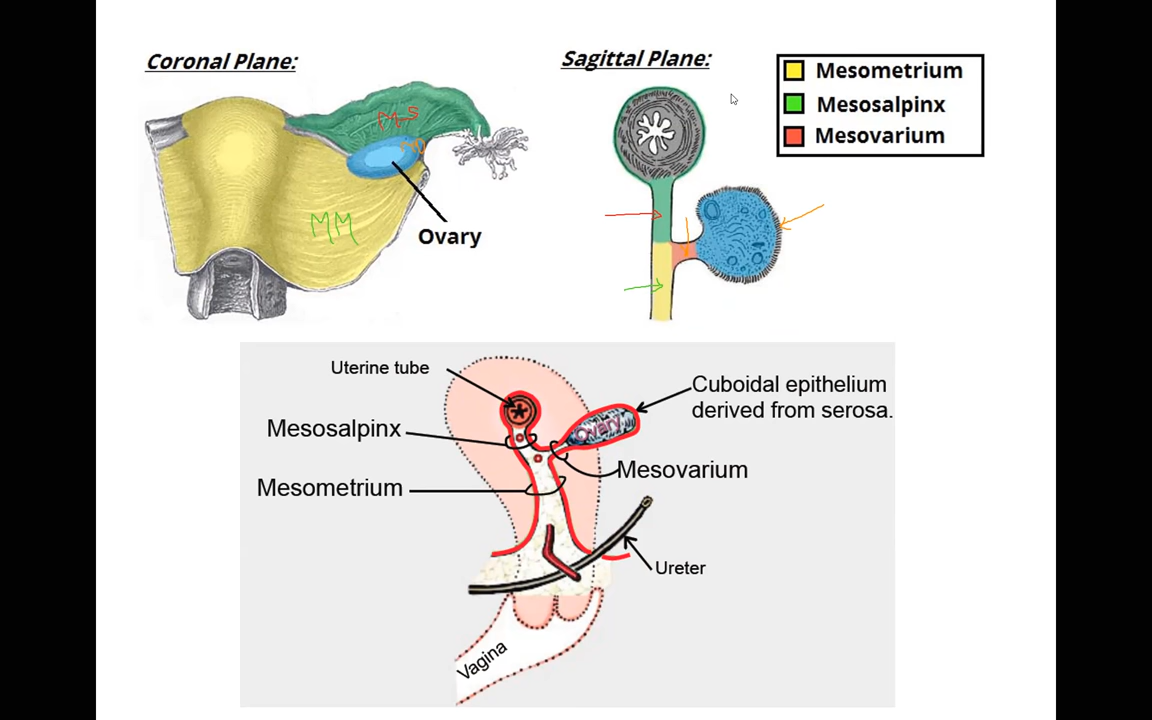 Coronal Plane:
Sagittal Plane:
Mesometrium
Mesosalpinx
Mesovarium
M-S
MO
MM
Ovary
Uterine tube
Cuboidal epithelium
derived from serosa.
Mesosalpinx
Ovary
Mesovarium
Mesometrium
Ureter
Vagina